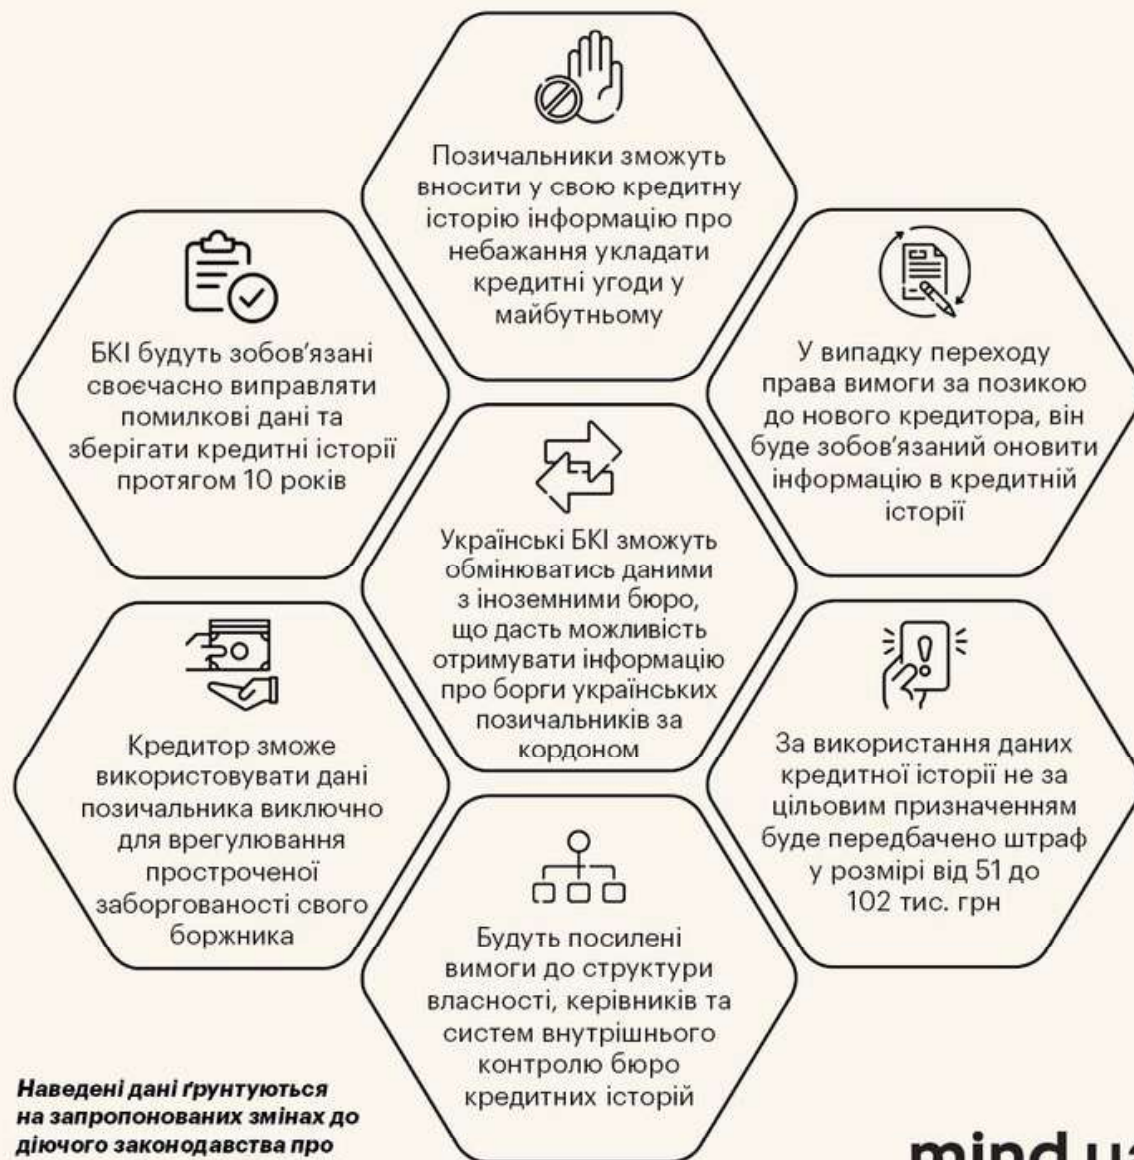 Позичальники зможуть
вносити у свою кредитну
історію інформацію про
небажання укладати
кредитні угоди у
майбутньому
БКІ будуть зобов'язані
своєчасно виправляти
помилкові дані та
зберігати кредитні історії
протягом 10 років
У випадку переходу
права вимоги за позикою
до нового кредитора, він
буде зобов'язаний оновити
інформацію в кредитній
історії
Українські БКІ зможуть
обмінюватись даними
з іноземними бюро,
що дасть можливість
отримувати інформацію
про борги українських
позичальників за
кордоном
Кредитор зможе
використовувати дані
позичальника виключно
для врегулювання
простроченої
заборгованості свого
боржника
За використання даних
кредитної історії не за
цільовим призначенням
буде передбачено штраф
у розмірі від 51 до
102 тис. грн
Будуть посилені
вимоги до структури
власності, керівників та
систем внутрішнього
контролю бюро
кредитних історій
Наведені дані ґрунтуються
на запропонованих змінах до
діючого законодавства про
mind.ua